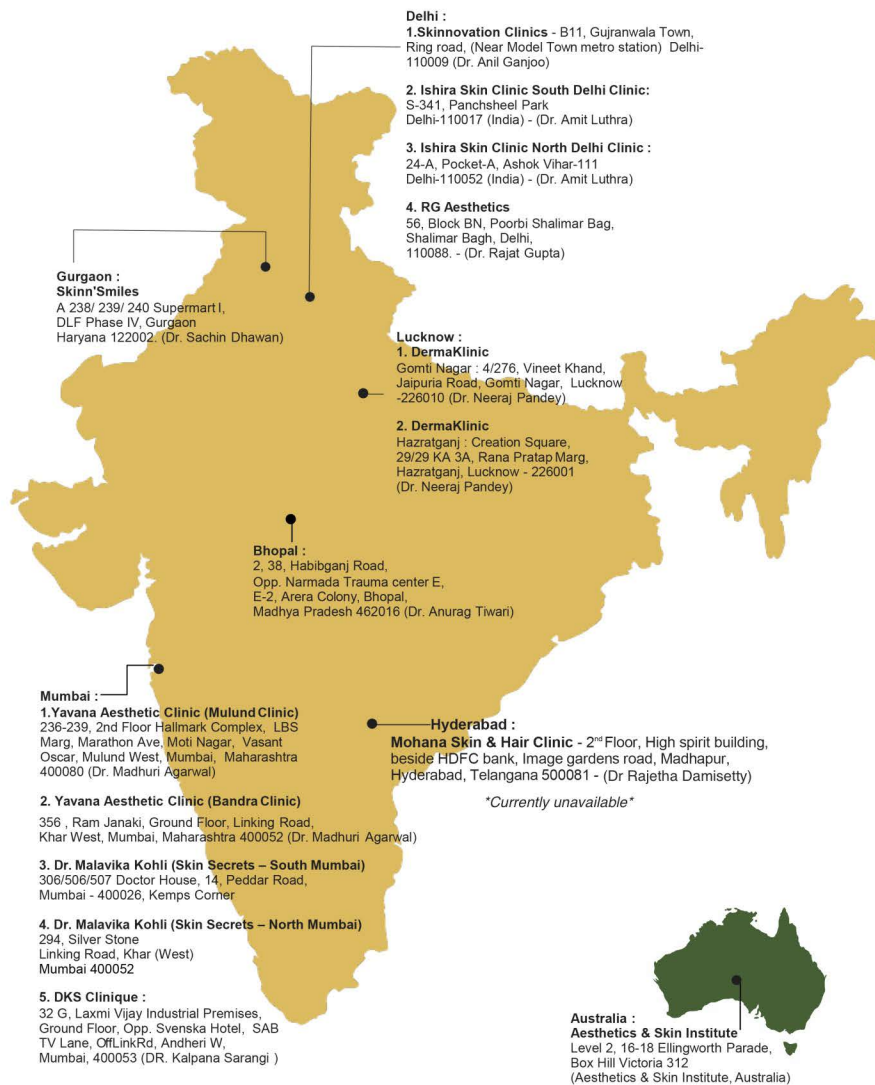 Delhi :
1.Skinnovation Clinics - B11, Gujranwala Town,
Ring road, (Near Model Town metro station) Delhi-
110009 (Dr. Anil Ganjoo)
2. Ishira Skin Clinic South Delhi Clinic:
S-341, Panchsheel Park
Delhi-110017 (India) - (Dr. Amit Luthra)
3. Ishira Skin Clinic North Delhi Clinic :
24-A, Pocket-A, Ashok Vihar-111
Delhi-110052 (India) - (Dr. Amit Luthra)
4. RG Aesthetics
56, Block BN, Poorbi Shalimar Bag,
Shalimar Bagh, Delhi,
110088. - (Dr. Rajat Gupta)
Gurgaon :
Skinn'Smiles
A 238/ 239/ 240 Supermart I,
DLF Phase IV, Gurgaon
Haryana 122002. (Dr. Sachin Dhawan)
Lucknow :
1. DermaKlinic
Gomti Nagar : 4/276, Vineet Khand,
Jaipuria Road, Gomti Nagar, Lucknow
-226010 (Dr. Neeraj Pandey)
2. DermaKlinic
Hazratganj : Creation Square,
29/29 KA 3A, Rana Pratap Marg,
Hazratganj, Lucknow - 226001
(Dr. Neeraj Pandey)
Bhopal :
2, 38, Habibganj Road,
Opp. Narmada Trauma center E,
E-2, Arera Colony, Bhopal,
Madhya Pradesh 462016 (Dr. Anurag Tiwari)
Mumbai :
1.Yavana Aesthetic Clinic (Mulund Clinic)
236-239, 2nd Floor Hallmark Complex, LBS
Marg, Marathon Ave, Moti Nagar, Vasant
Oscar, Mulund West, Mumbai, Maharashtra
400080 (Dr. Madhuri Agarwal)
2. Yavana Aesthetic Clinic (Bandra Clinic)
356 , Ram Janaki, Ground Floor, Linking Road,
Khar West, Mumbai, Maharashtra 400052 (Dr. Madhuri Agarwal)
3. Dr. Malavika Kohli (Skin Secrets – South Mumbai)
306/506/507 Doctor House, 14, Peddar Road,
Mumbai - 400026, Kemps Corner
4. Dr. Malavika Kohli (Skin Secrets – North Mumbai)
294, Silver Stone
Linking Road, Khar (West)
Mumbai 400052
5. DKS Clinique :
32 G, Laxmi Vijay Industrial Premises,
Ground Floor, Opp. Svenska Hotel, SAB
TV Lane, OffLinkRd, Andheri W,
Mumbai, 400053 (DR. Kalpana Sarangi )
Hyderabad :
Mohana Skin & Hair Clinic - 2nd Floor, High spirit building,
beside HDFC bank, Image gardens road, Madhapur,
Hyderabad, Telangana 500081 - (Dr Rajetha Damisetty)
*Currently unavailable*
Australia :
Aesthetics & Skin Institute
Level 2, 16-18 Ellingworth Parade,
Box Hill Victoria 312
(Aesthetics & Skin Institute, Australia)